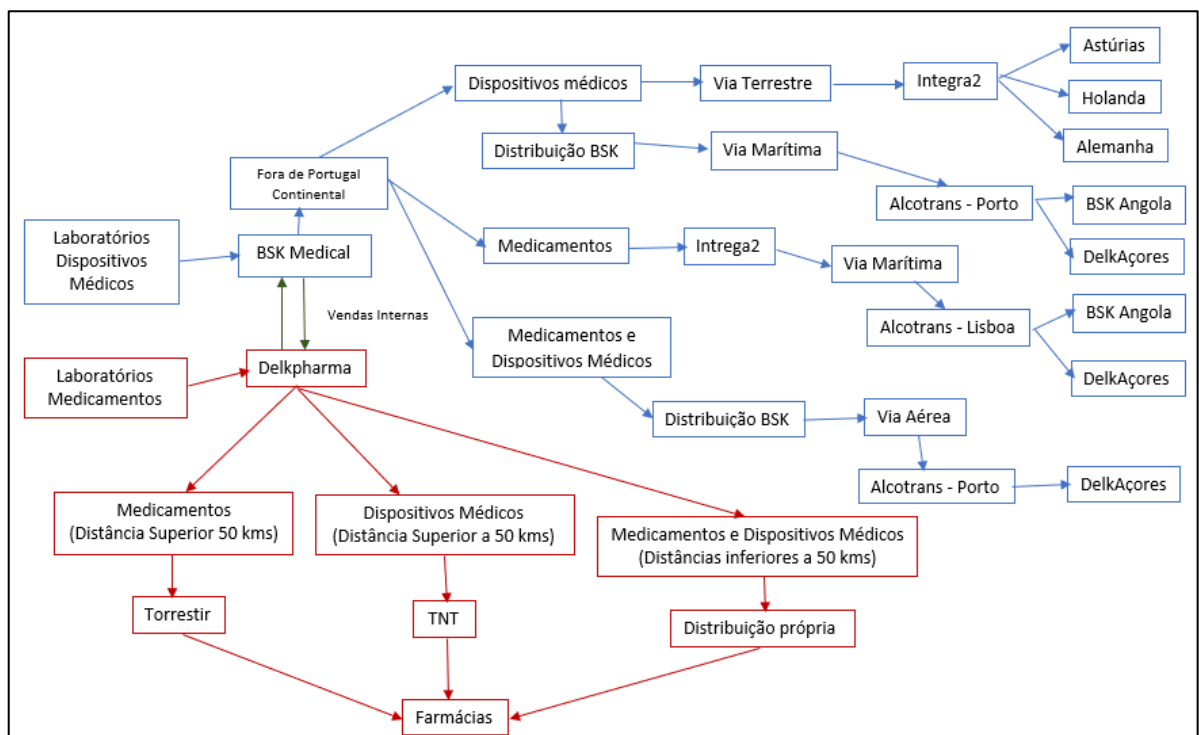 Astúrias
Dispositivos médicos
Via Terrestre
Integra2
Holanda
Alemanha
Distribuição BSK
Via Marítima
Fora de Portugal
Continental
Alcotrans - Porto
BSK Angola
Laboratórios
Dispositivos
Médicos
BSK Medical
Medicamentos
Intrega2
Via Marítima
DelkAçores
Vendas Internas
Medicamentos e
Dispositivos Médicos
Alcotrans - Lisboa
BSK Angola
Laboratórios
Medicamentos
Delkpharma
DelkAçores
Distribuição BSK
Via Aérea
Alcotrans - Porto
DelkAçores
Medicamentos
(Distância Superior 50 kms)
Dispositivos Médicos
(Distância Superior a 50 kms)
Medicamentos e Dispositivos Médicos
(Distâncias inferiores a 50 kms)
Torrestir
TNT
Distribuição própria
Farmácias